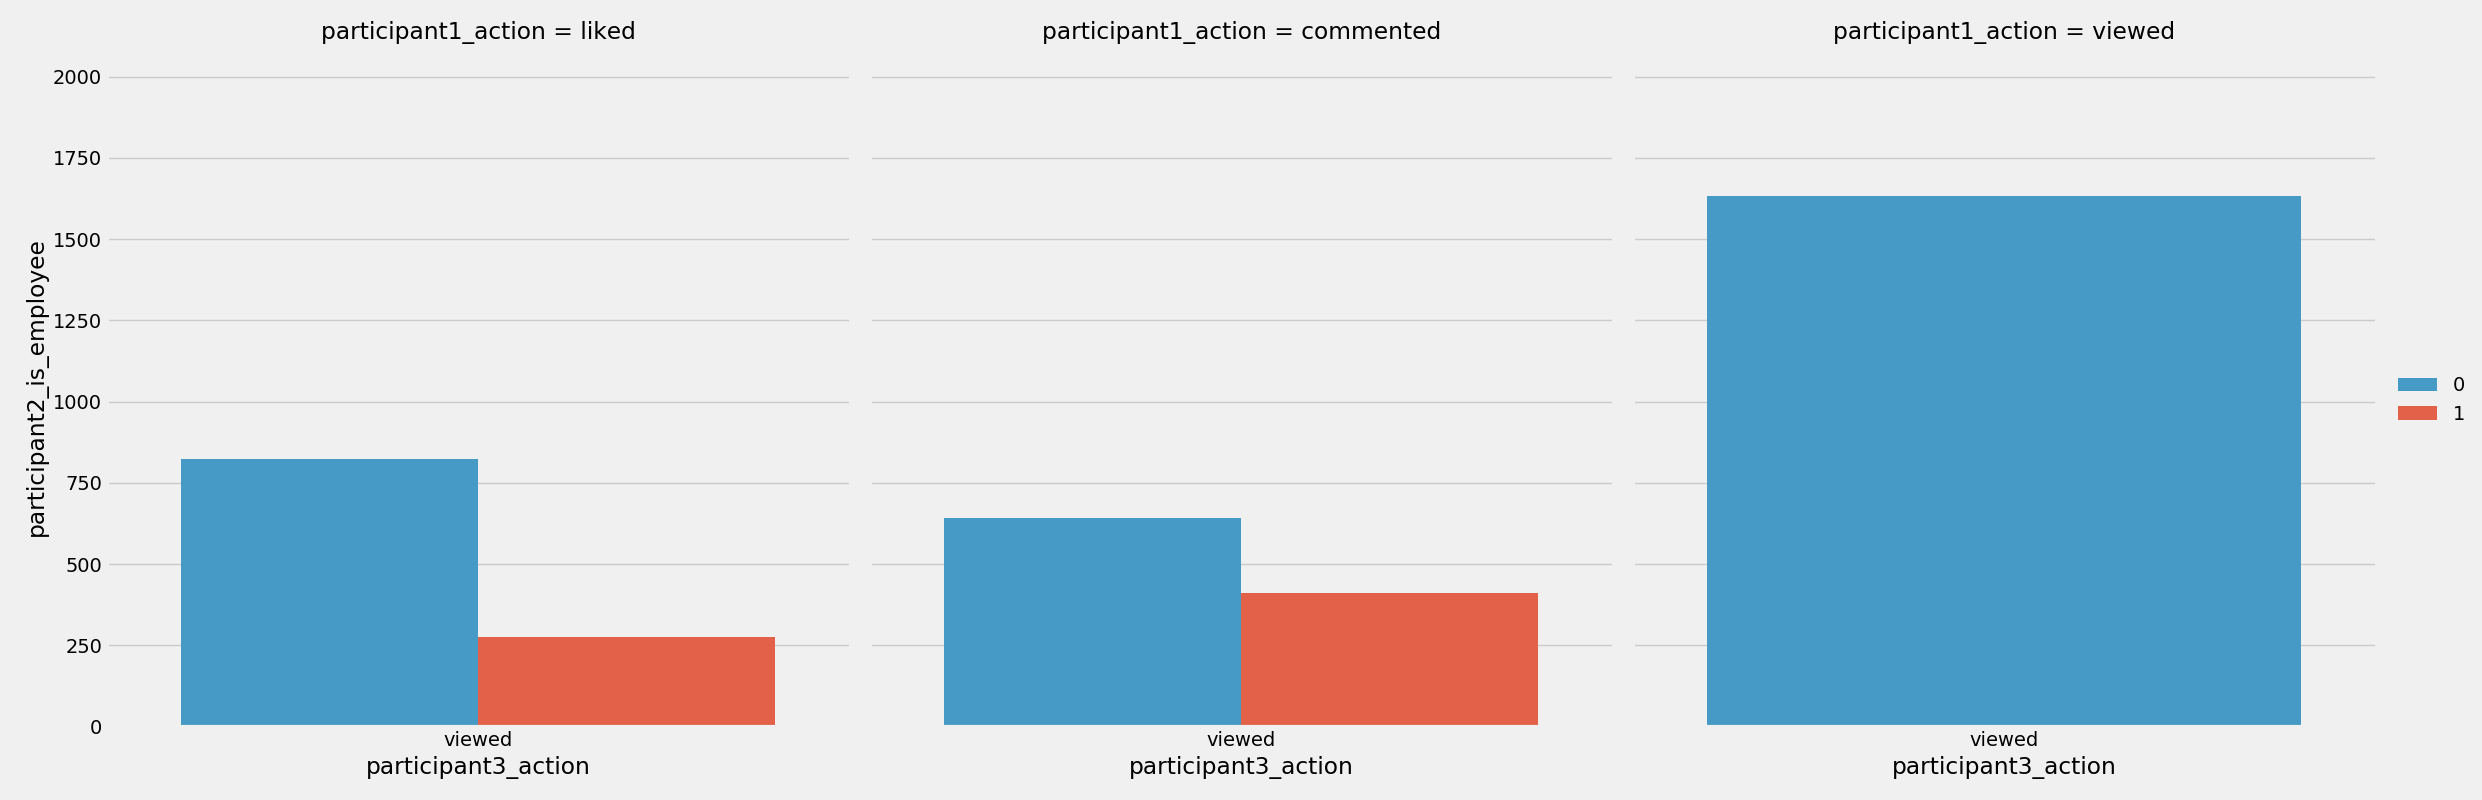 participant1_action = liked
participant1_action = commented
participant1_action = viewed
participant2_is_employee
2000
1750
1500
1250
1000
750
500
250
0
viewed
viewed
viewed
participant3_action
participant3_action
participant3_action
0
1